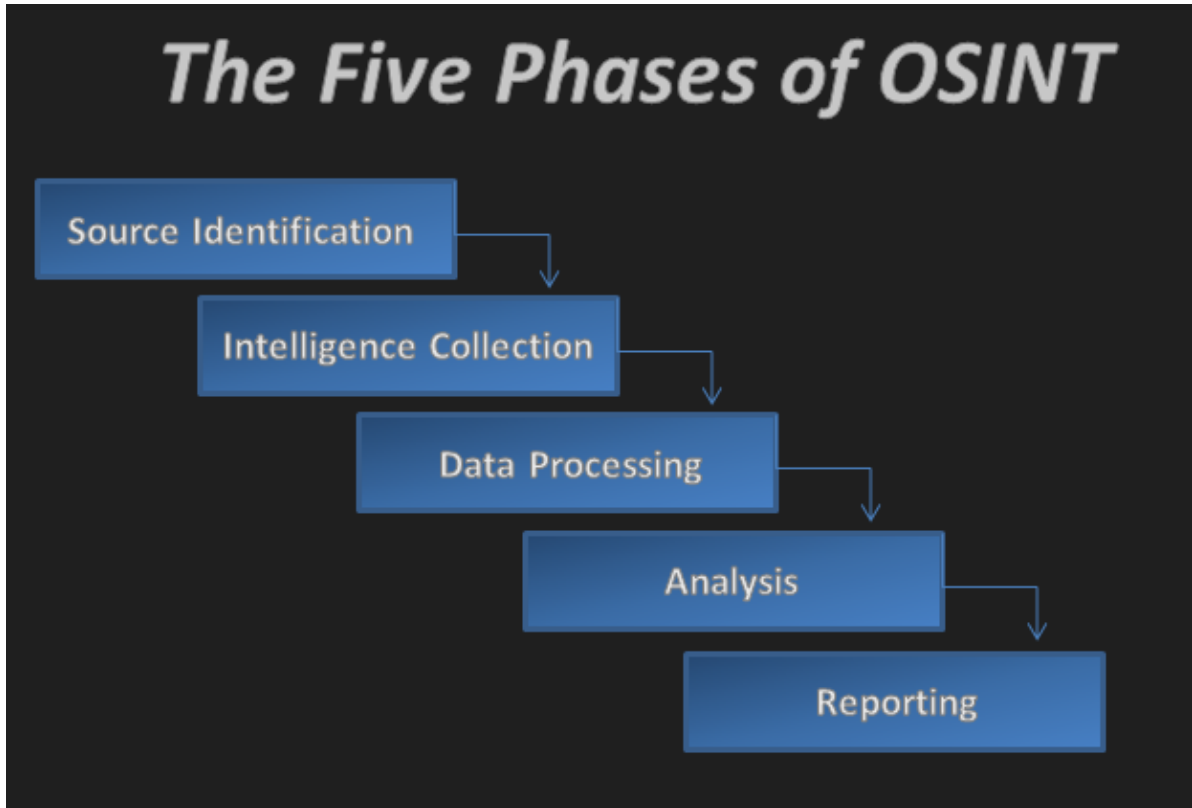 The Five Phases of OSINT
Source Identification
Intelligence Collection
Data Processing
Analysis
Reporting